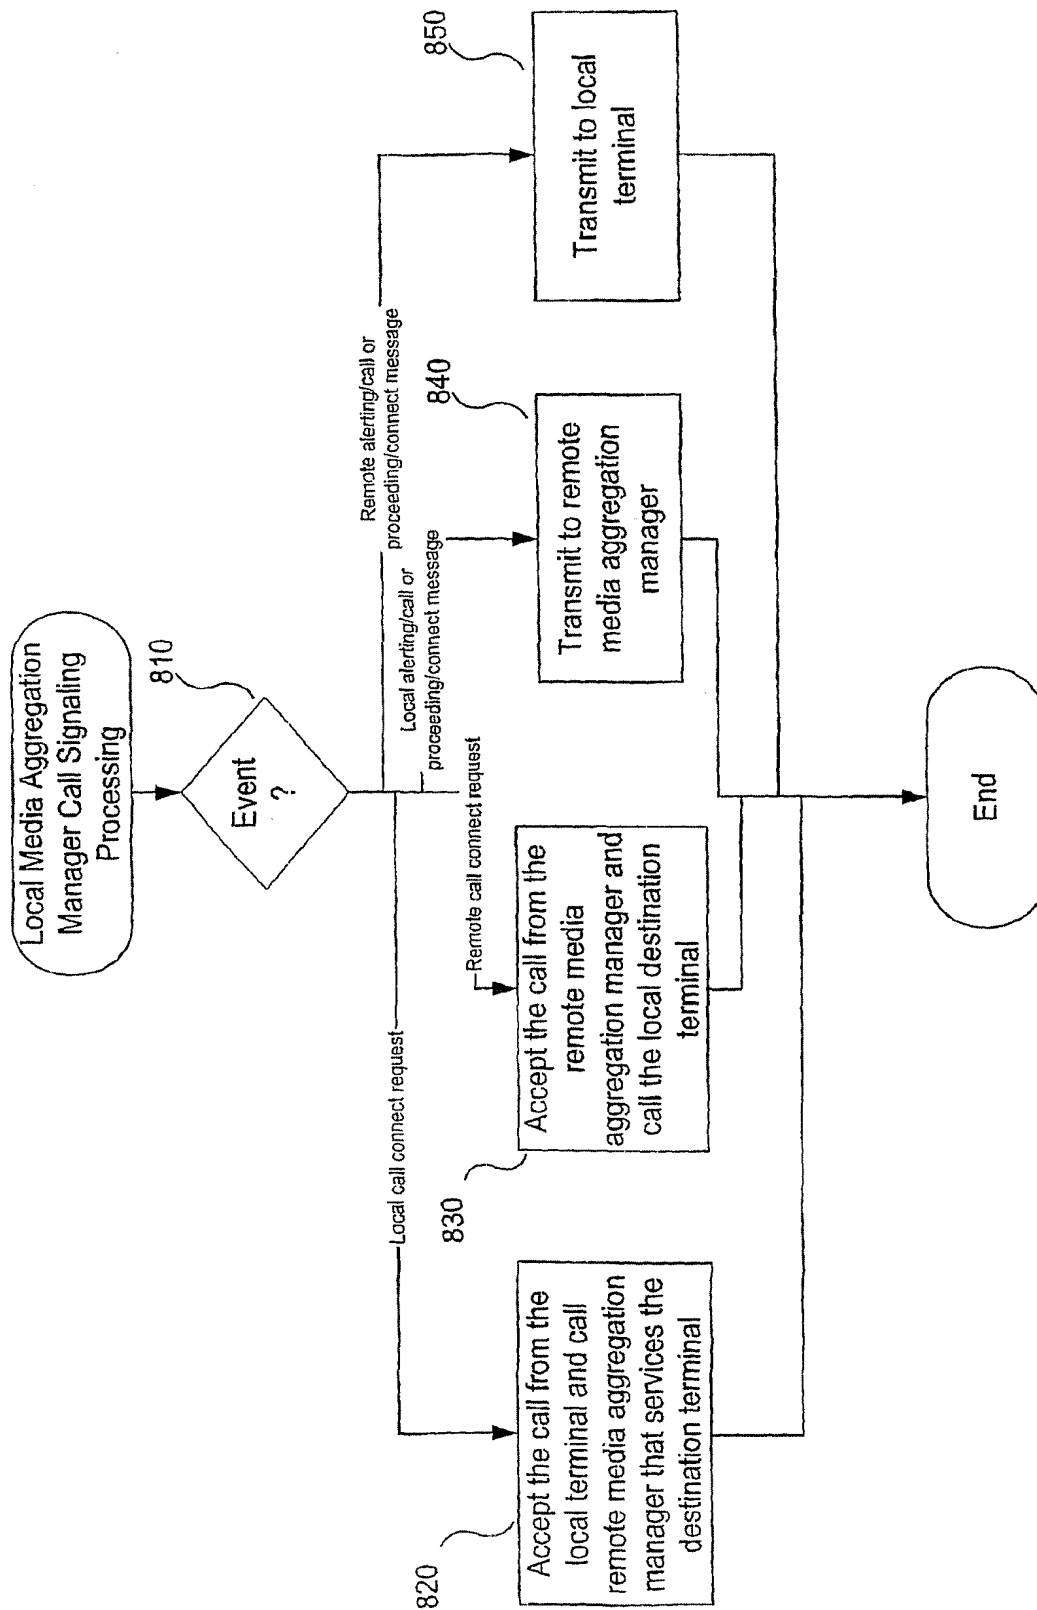 Local Media Aggregation
Manager Call Signaling
Processing
810
Event
?
Local call connect request
Remote call connect request
Local alerting/call or
proceeding/connect message
Remote alerting/call or
proceeding/connect message
820
Accept the call from the
local terminal and call
remote media aggregation
manager that services the
destination terminal
830
Accept the call from the
remote media
aggregation manager and
call the local destination
terminal
840
Transmit to remote
media aggregation
manager
850
Transmit to local
terminal
End